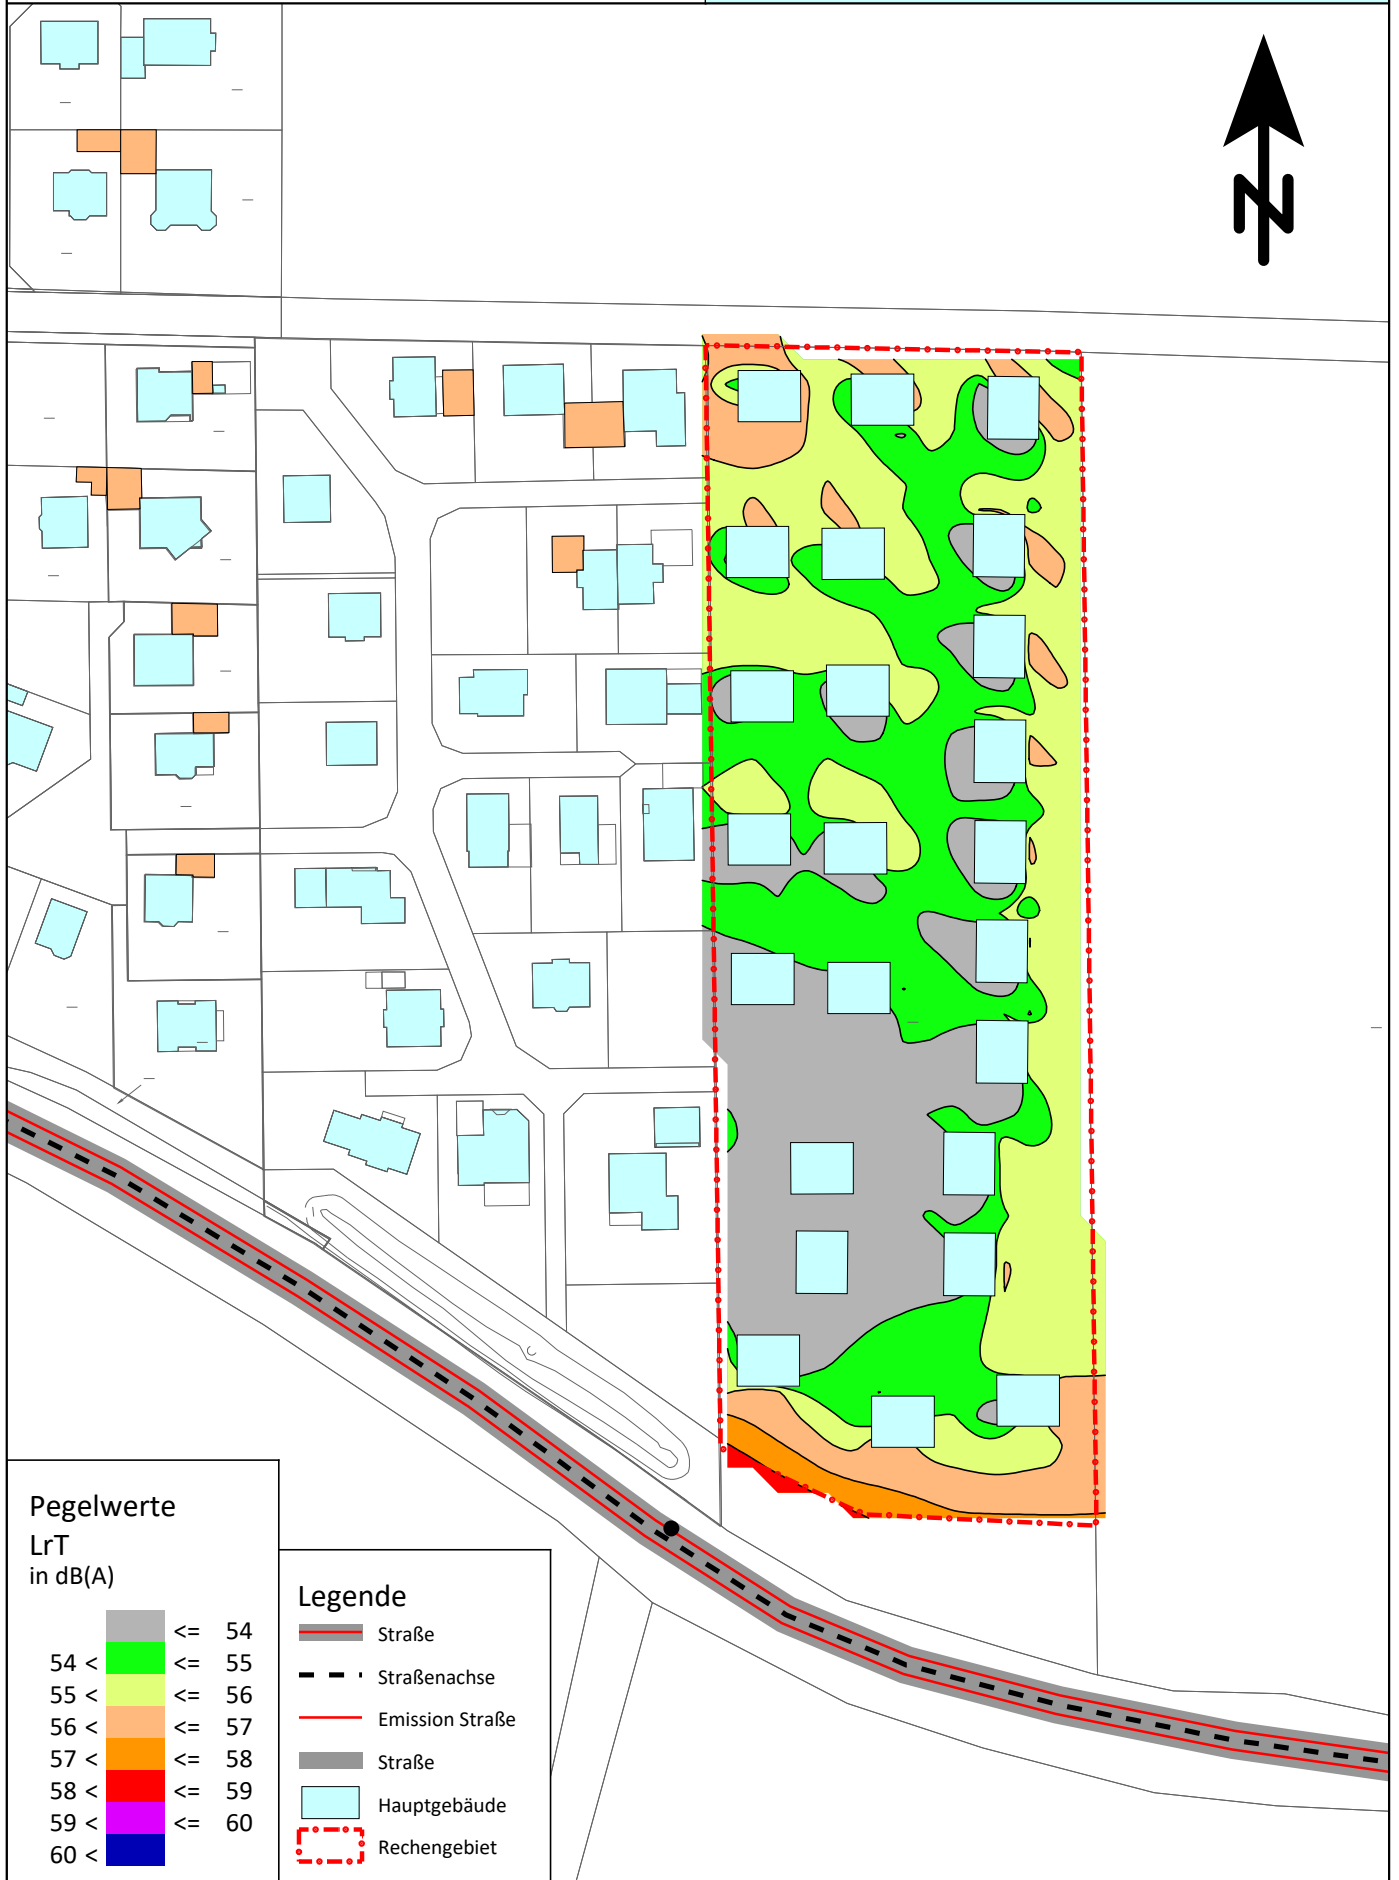 N
Pegelwerte
LrT
in dB(A)
<= 54
54 < <= 55
55 < <= 56
56 < <= 57
57 < <= 58
58 < <= 59
59 < <= 60
60 <
Legende
Straße
Straßenachse
Emission Straße
Straße
Hauptgebäude
Rechengebiet